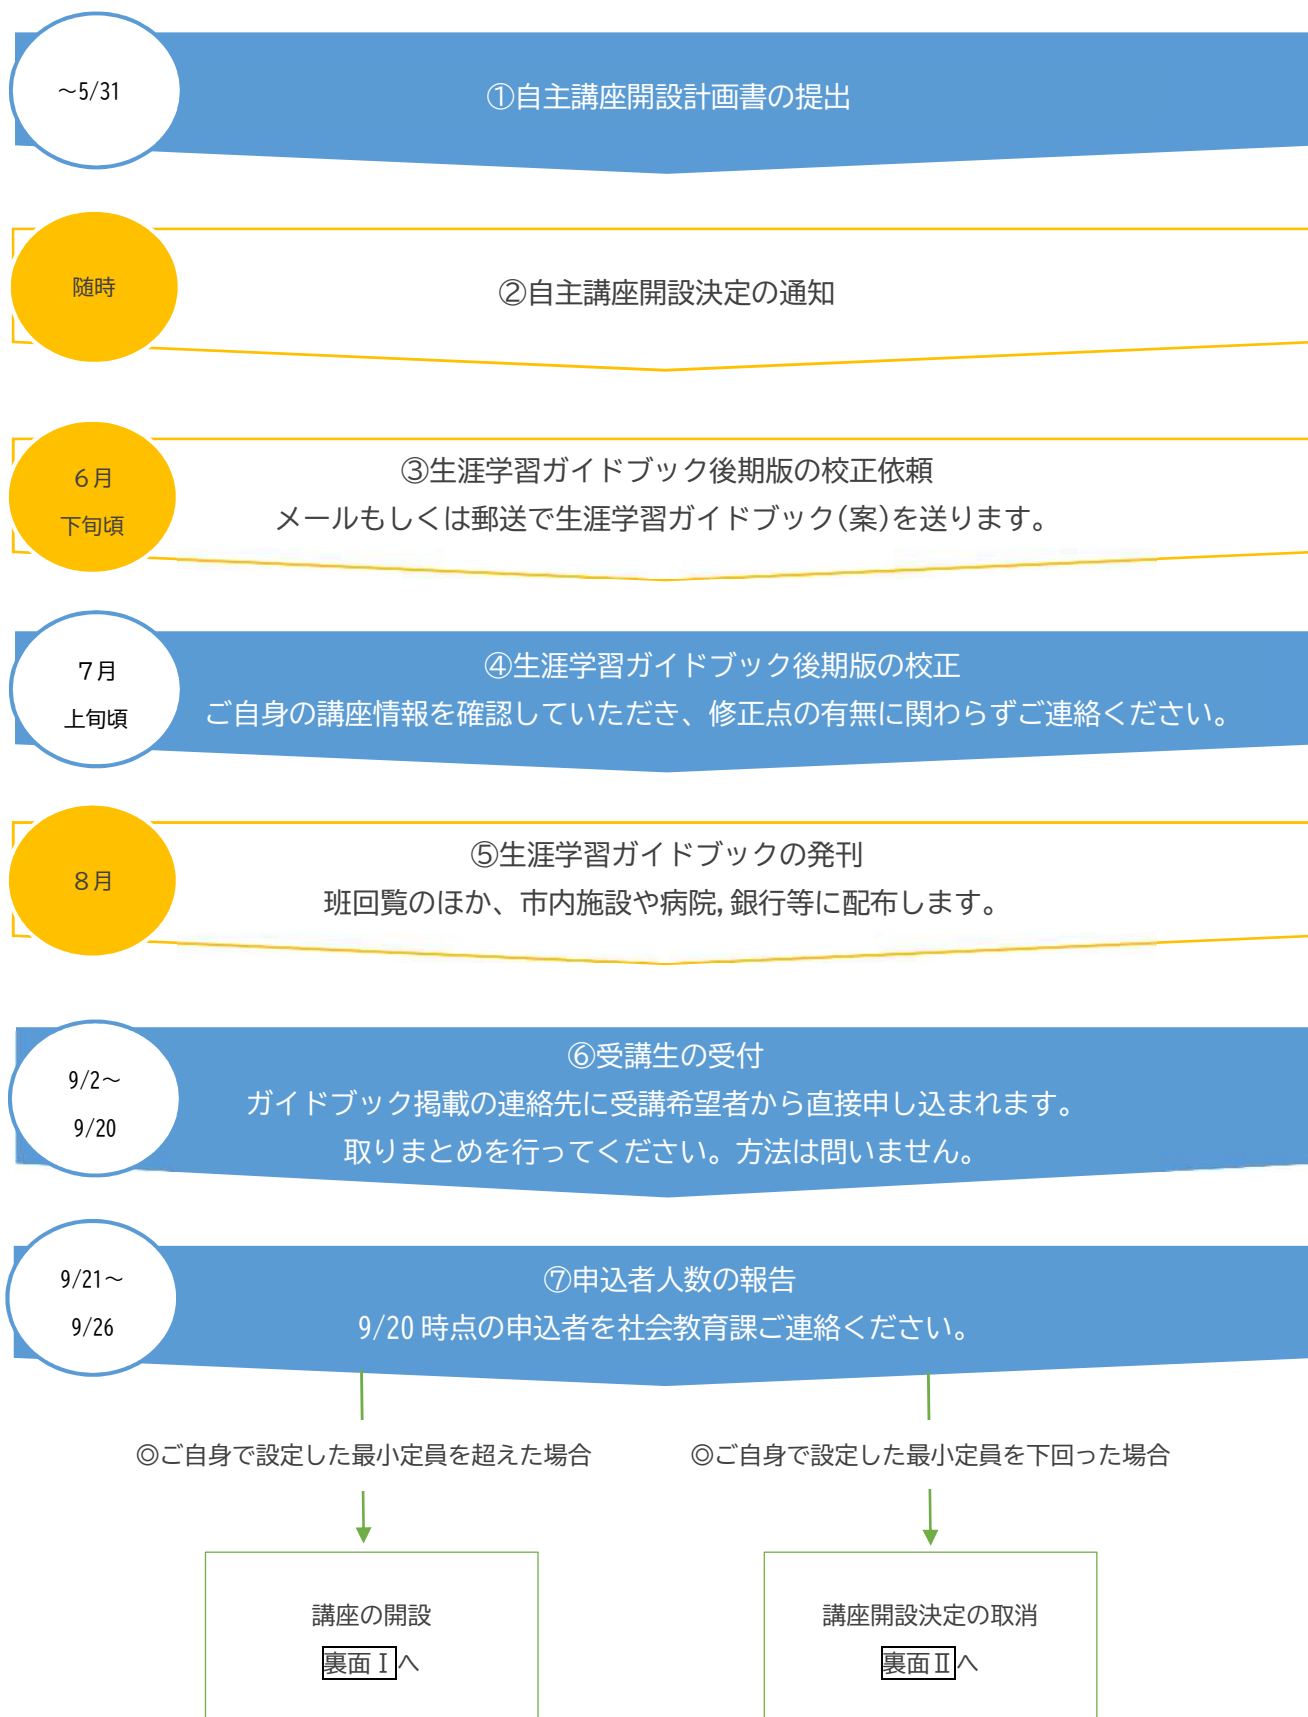 ～5/31
①自主講座開設計画書の提出
随時
②自主講座開設決定の通知
６月
下旬頃
③生涯学習ガイドブック後期版の校正依頼
メールもしくは郵送で生涯学習ガイドブック(案)を送ります。
７月
上旬頃
④生涯学習ガイドブック後期版の校正
ご自身の講座情報を確認していただき、修正点の有無に関わらずご連絡ください。
８月
⑤生涯学習ガイドブックの発刊
班回覧のほか、市内施設や病院,銀行等に配布します。
9/2～
9/20
⑥受講生の受付
ガイドブック掲載の連絡先に受講希望者から直接申し込まれます。
取りまとめを行ってください。方法は問いません。
9/21～
9/26
⑦申込者人数の報告
9/20 時点の申込者を社会教育課ご連絡ください。
◎ご自身で設定した最小定員を超えた場合
◎ご自身で設定した最小定員を下回った場合
講座の開設
裏面Ⅰへ
講座開設決定の取消
裏面Ⅱへ